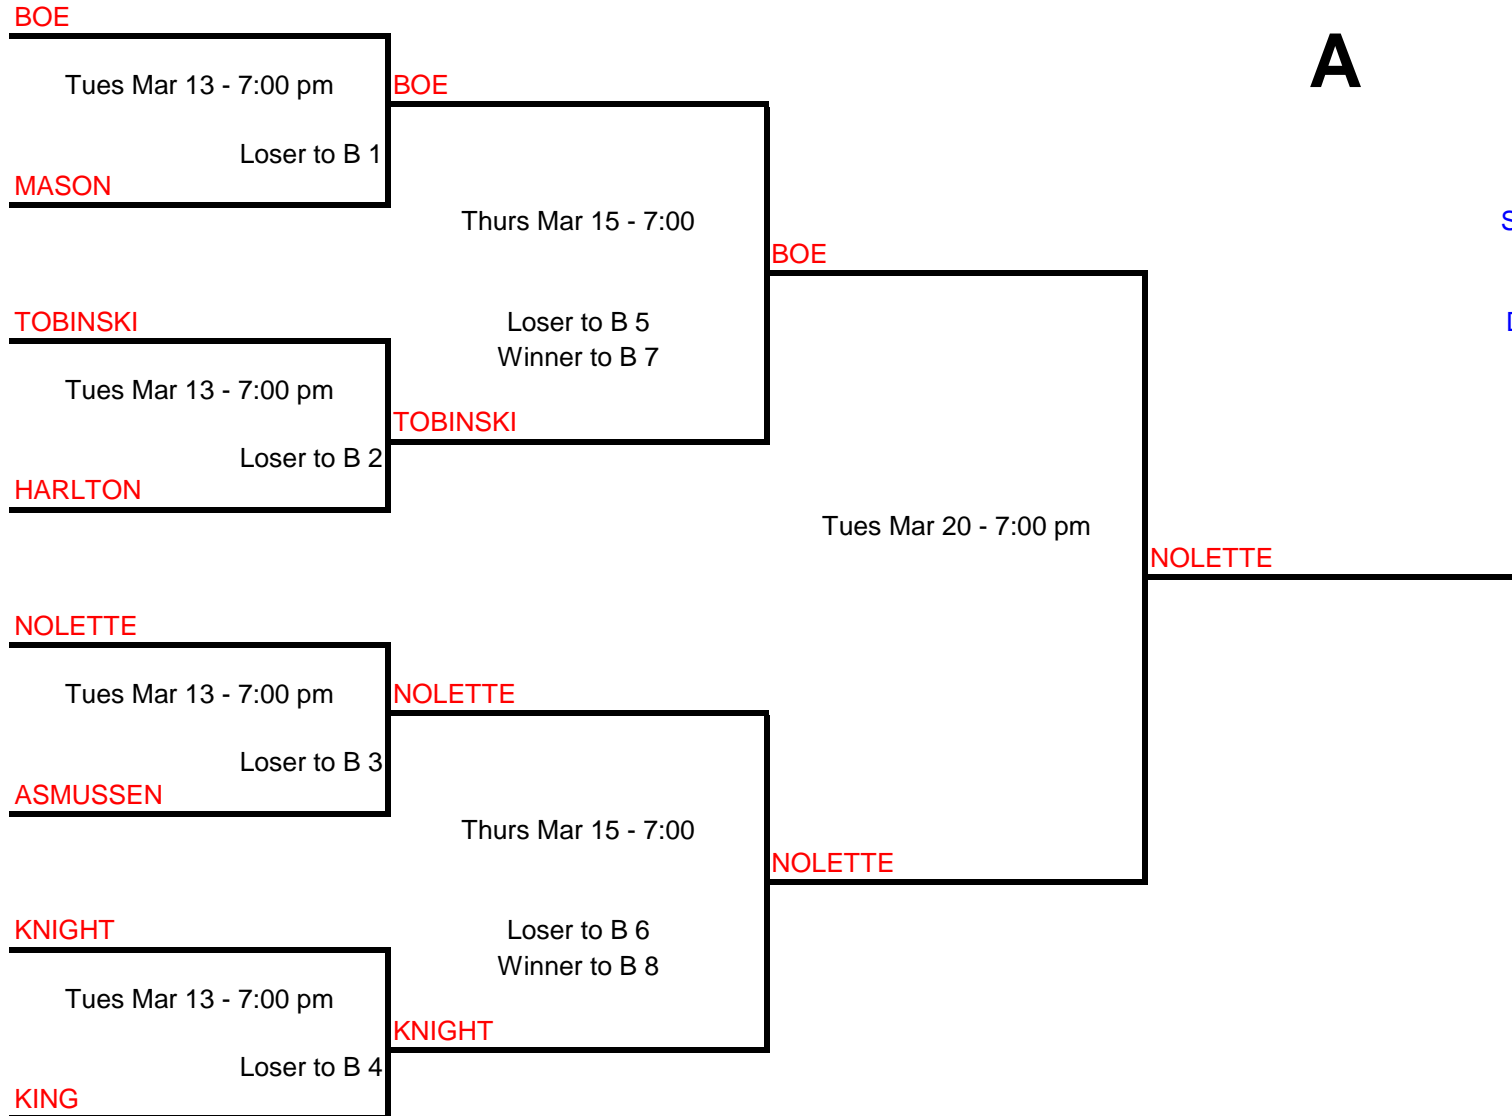 BOE
A
Tues Mar 13 - 7:00 pm
BOE
Loser to B 1
MASON
Thurs Mar 15 - 7:00
S
BOE
TOBINSKI
Loser to B 5
Winner to B 7
Tues Mar 13 - 7:00 pm
TOBINSKI
Loser to B 2
HARLTON
Tues Mar 20 - 7:00 pm
NOLETTE
NOLETTE
Tues Mar 13 - 7:00 pm
NOLETTE
Loser to B 3
ASMUSSEN
Thurs Mar 15 - 7:00
NOLETTE
KNIGHT
Loser to B 6
Winner to B 8
Tues Mar 13 - 7:00 pm
KNIGHT
Loser to B 4
KING